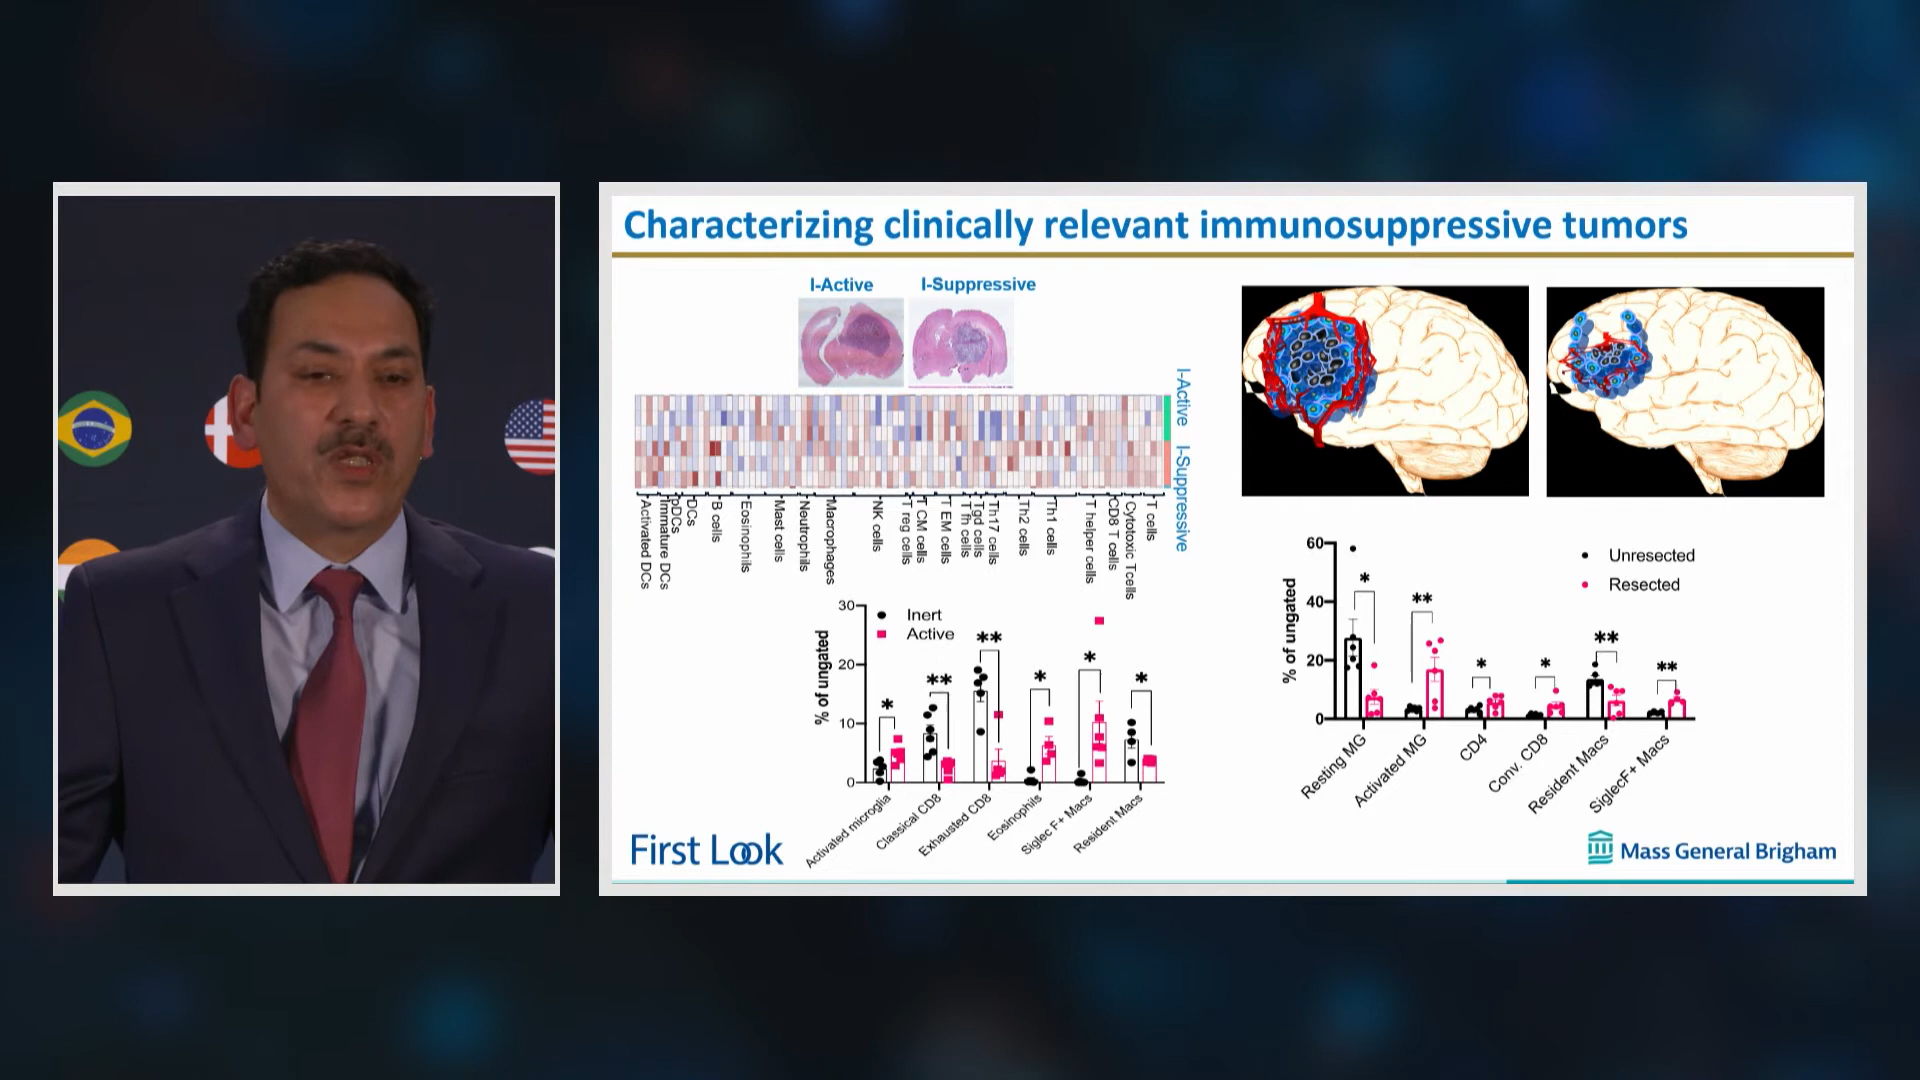 Characterizing clinically relevant immunosuppressive tumors
I-Active
I-Suppressive
I-Active
I-Suppressive
Activated DCs
Immature DCs
pDCs
DCs
B cells
Eosinophils
Mast cells
Neutrophils
Macrophages
NK cells
T reg cells
T CM cells
T EM cells
Tfh cells
Tgd cells
Th17 cells
Th2 cells
Th1 cells
T helper cells
CD8 T cells
Cytotoxic Tcells
T cells
% of ungated
30
20
10
0
Inert
Active
*
**
**
*
*
*
Activated microglia
Classical CD8
Exhausted CD8
Eosinophils
Siglec F+ Macs
Resident Macs
% of ungated
60
40
20
0
Unresected
Resected
*
**
*
*
**
**
Resting MG
Activated MG
CD4
Conv. CD8
Resident Macs
SiglecF+ Macs
First Look
Mass General Brigham